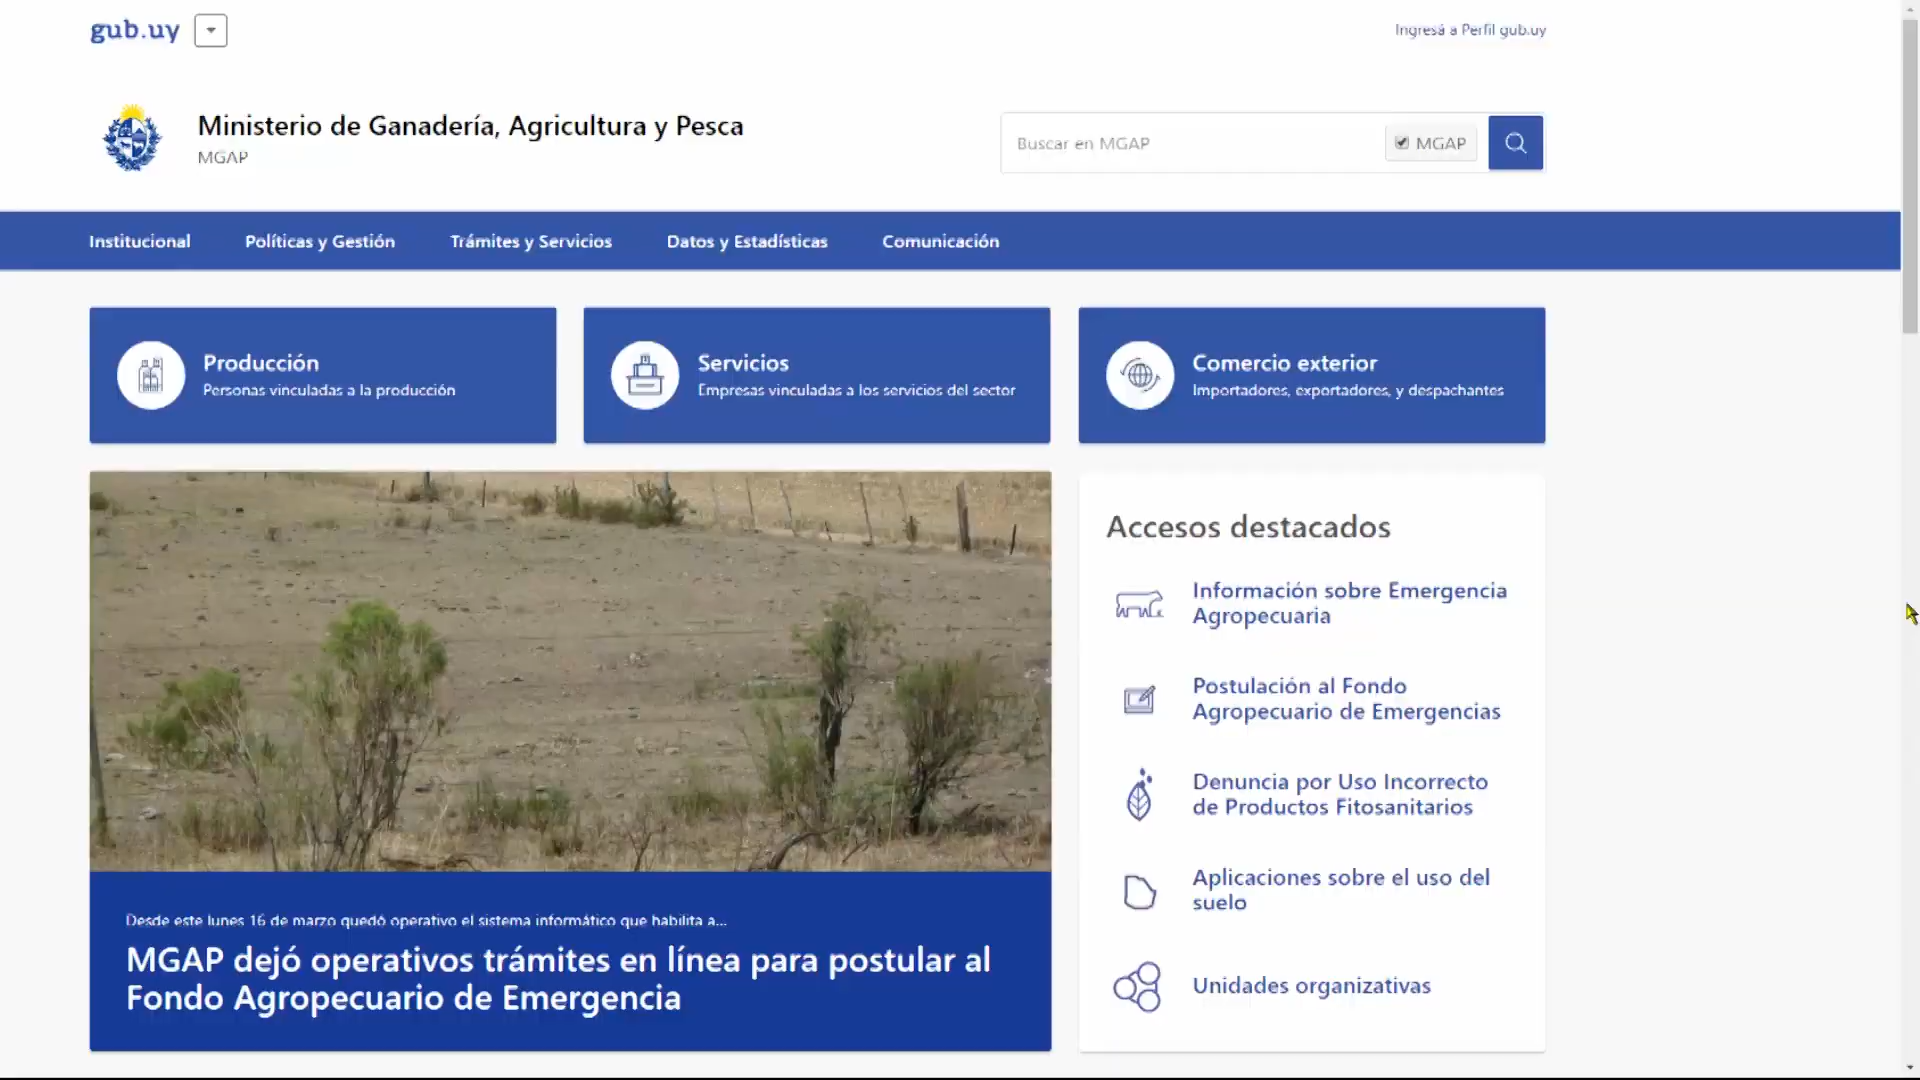 gub.uy
Ingresá a Perfil gub.uy
Ministerio de Ganadería, Agricultura y Pesca
MGAP
Buscar en MGAP
MGAP
Institucional
Políticas y Gestión
Trámites y Servicios
Datos y Estadísticas
Comunicación
Producción
Personas vinculadas a la producción
Servicios
Empresas vinculadas a los servicios del sector
Comercio exterior
Importadores, exportadores, y despachantes
Desde este lunes 16 de marzo quedó operativo el sistema informático que habilita a...
MGAP dejó operativos trámites en línea para postular al
Fondo Agropecuario de Emergencia
Accesos destacados
Información sobre Emergencia
Agropecuaria
Postulación al Fondo
Agropecuario de Emergencias
Denuncia por Uso Incorrecto
de Productos Fitosanitarios
Aplicaciones sobre el uso del
suelo
Unidades organizativas